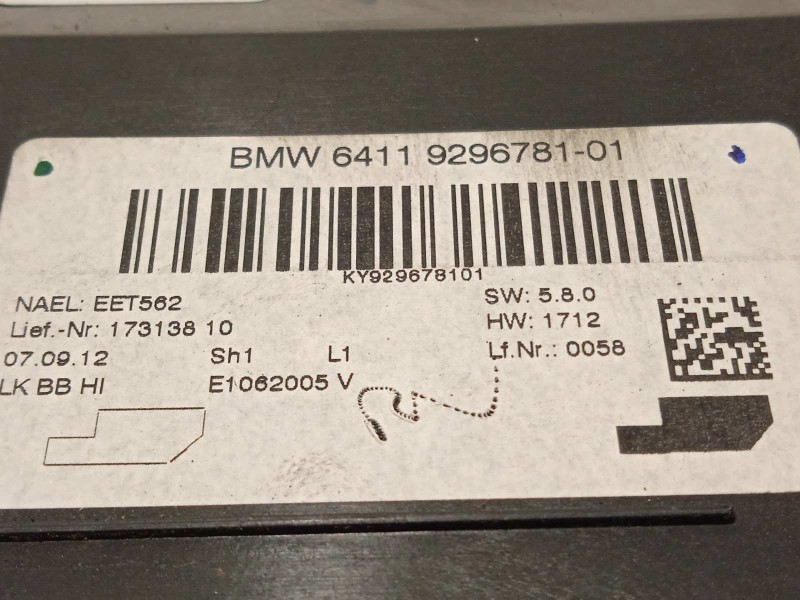 BMW 6411 9296781-01
KY929678101
NAEL: EET562 SW: 5.8.0
Lief.-Nr: 173138 10 HW: 1712
07.09.12 Sh1 L1 Lf.Nr.: 0058
LK BB HI E1062005 V